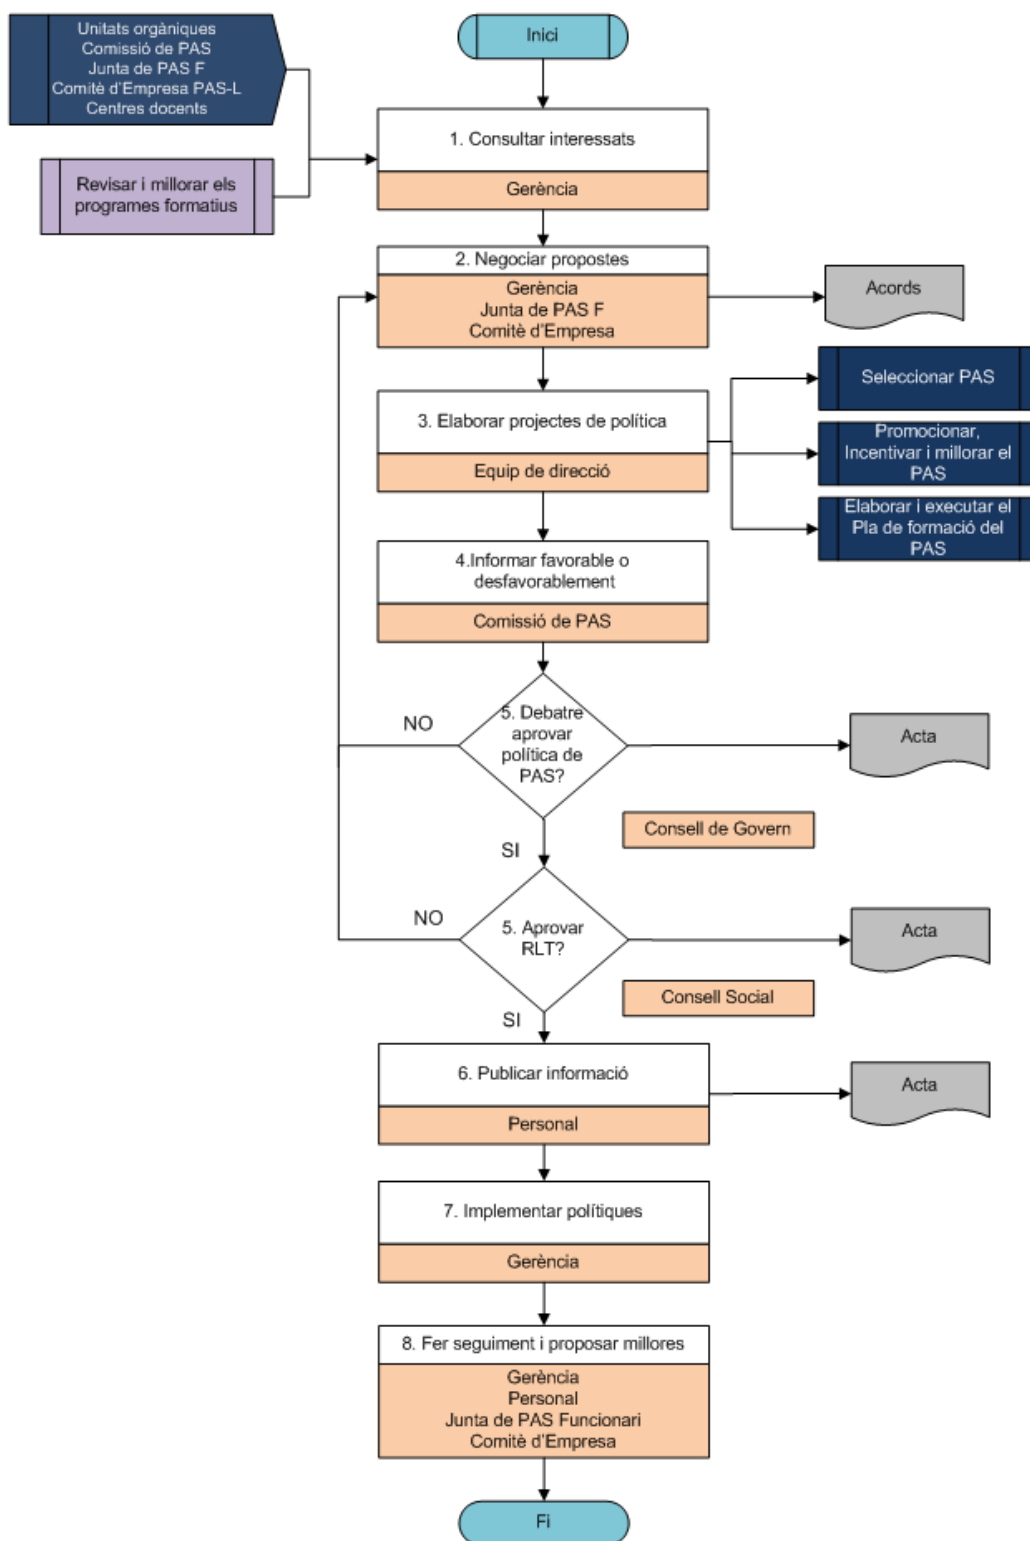 Unitats orgàniques
Comissió de PAS
Junta de PAS F
Comitè d'Empresa PAS-L
Centres docents
Inici
Revisar i millorar els
programes formatius
1. Consultar interessats
Gerència
2. Negociar propostes
Gerència
Junta de PAS F
Comitè d'Empresa
Acords
3. Elaborar projectes de política
Equip de direcció
Seleccionar PAS
Promocionar,
Incentivar i millorar el
PAS
Elaborar i executar el
Pla de formació del
PAS
4.Informar favorable o
desfavorablement
Comissió de PAS
NO
5. Debatre
aprovar
política de
PAS?
Acta
Consell de Govern
SI
NO
5. Aprovar
RLT?
Acta
Consell Social
SI
6. Publicar informació
Personal
Acta
7. Implementar polítiques
Gerència
8. Fer seguiment i proposar millores
Gerència
Personal
Junta de PAS Funcionari
Comitè d'Empresa
Fi